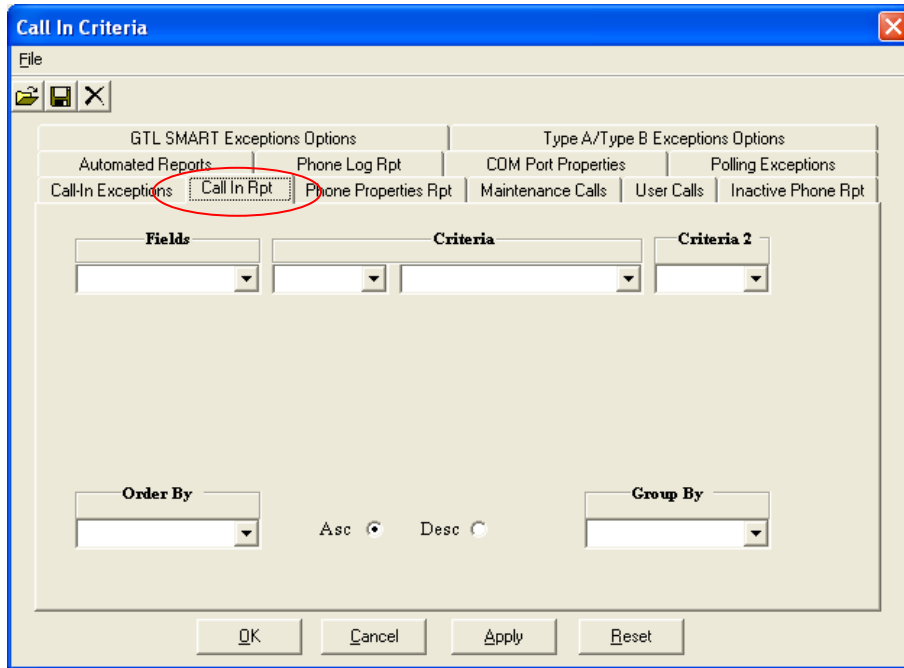 Call In Criteria
File
GTL SMART Exceptions Options Type A/Type B Exceptions Options
Automated Reports Phone Log Rpt COM Port Properties Polling Exceptions
Call-In Exceptions Call In Rpt Phone Properties Rpt Maintenance Calls User Calls Inactive Phone Rpt
Fields Criteria Criteria 2
Order By Group By
Asc Desc
OK Cancel Apply Reset